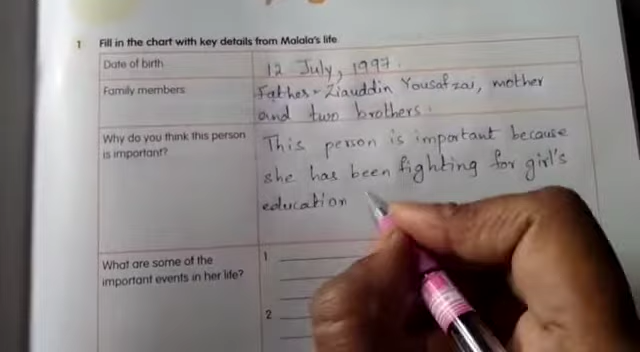 1 Fill in the chart with key details from Malala's life.
Date of birth
12 July, 1997.
Family members
Father - Ziauddin Yousafzai, mother
and two brothers.
Why do you think this person
is important?
This person is important because
she has been fighting for girl's
education
What are some of the
important events in her life?
1
2